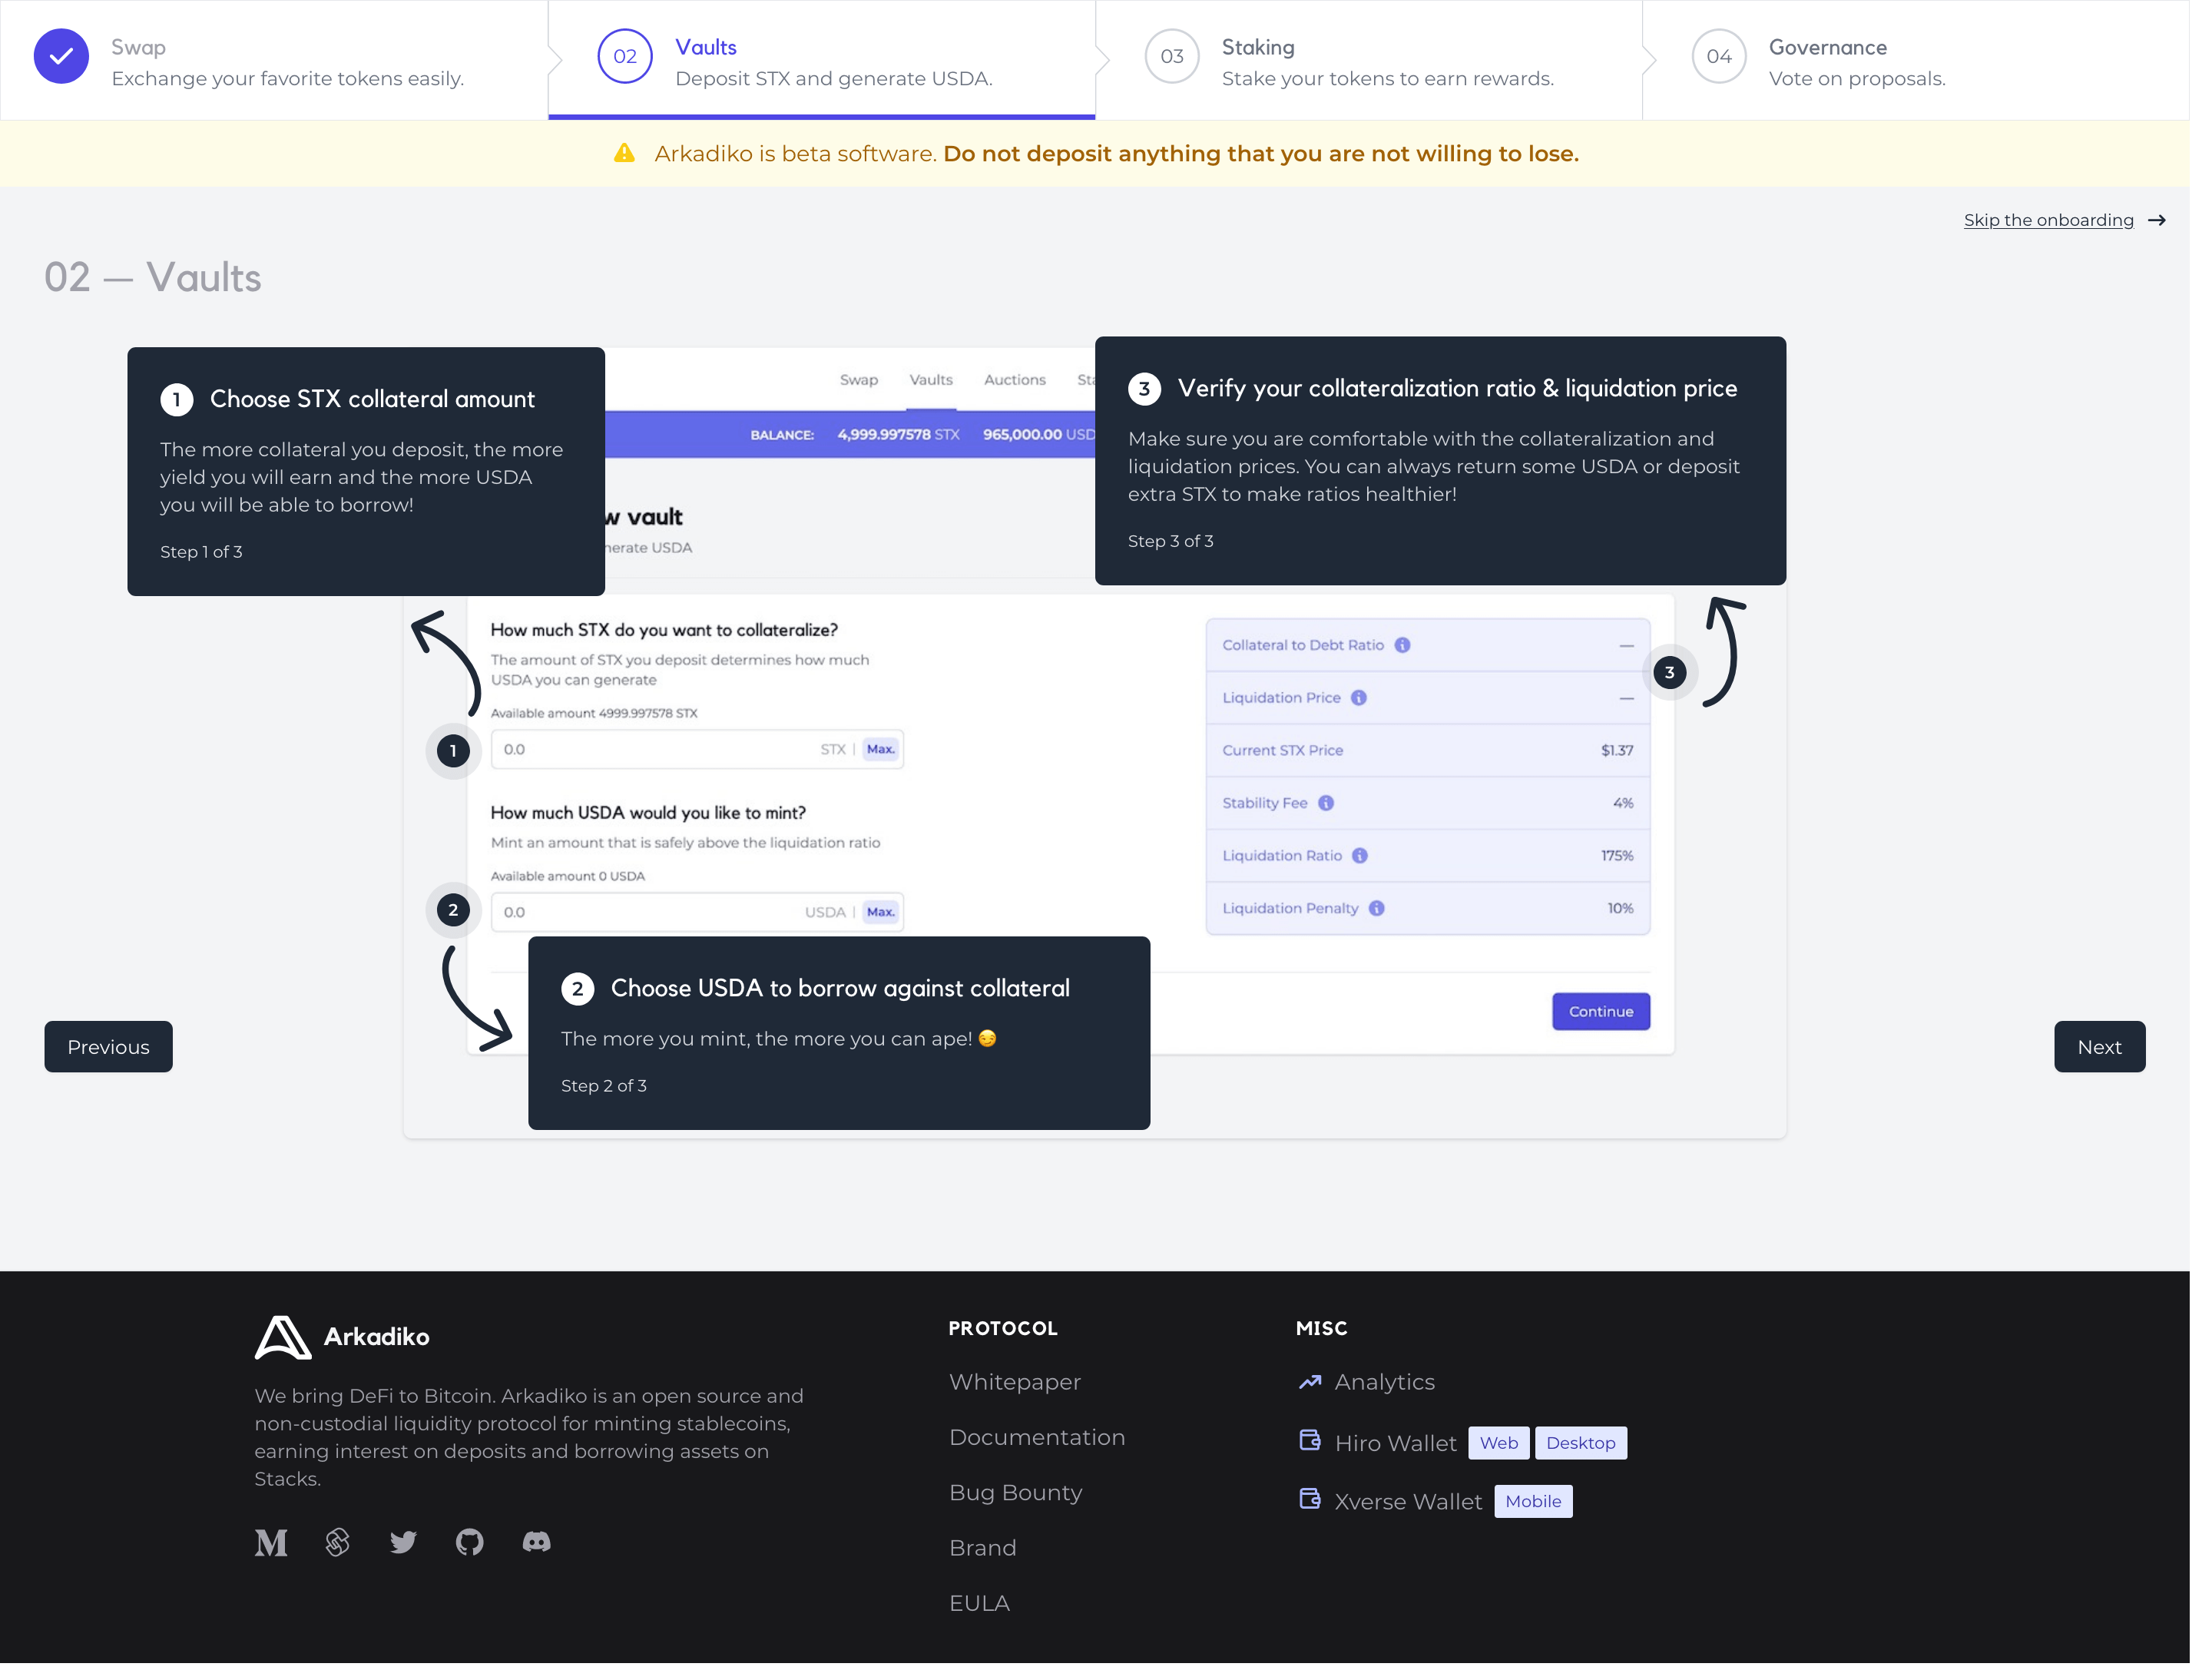 Swap
Exchange your favorite tokens easily.
02
Vaults
Deposit STX and generate USDA.
03
Staking
Stake your tokens to earn rewards.
04
Governance
Vote on proposals.
Arkadiko is beta software. Do not deposit anything that you are not willing to lose.
Skip the onboarding
02 — Vaults
1 Choose STX collateral amount
The more collateral you deposit, the more
yield you will earn and the more USDA
you will be able to borrow!
Step 1 of 3
Swap Vaults Auctions
BALANCE: 4,999.997578 STX 965,000.00 USD
vault
USDA
3 Verify your collateralization ratio & liquidation price
Make sure you are comfortable with the collateralization and
liquidation prices. You can always return some USDA or deposit
extra STX to make ratios healthier!
Step 3 of 3
How much STX do you want to collateralize?
The amount of STX you deposit determines how much
USDA you can generate
Available amount 4999.997578 STX
1
0.0 STX | Max.
How much USDA would you like to mint?
Mint an amount that is safely above the liquidation ratio
Available amount 0 USDA
2
0.0 USDA | Max.
Collateral to Debt Ratio —
3
Liquidation Price —
Current STX Price $1.37
Stability Fee 4%
Liquidation Ratio 175%
Liquidation Penalty 10%
2 Choose USDA to borrow against collateral
The more you mint, the more you can ape! 😏
Step 2 of 3
Continue
Previous
Next
Arkadiko
We bring DeFi to Bitcoin. Arkadiko is an open source and
non-custodial liquidity protocol for minting stablecoins,
earning interest on deposits and borrowing assets on
Stacks.
PROTOCOL
Whitepaper
Documentation
Bug Bounty
Brand
EULA
MISC
Analytics
Hiro Wallet Web Desktop
Xverse Wallet Mobile